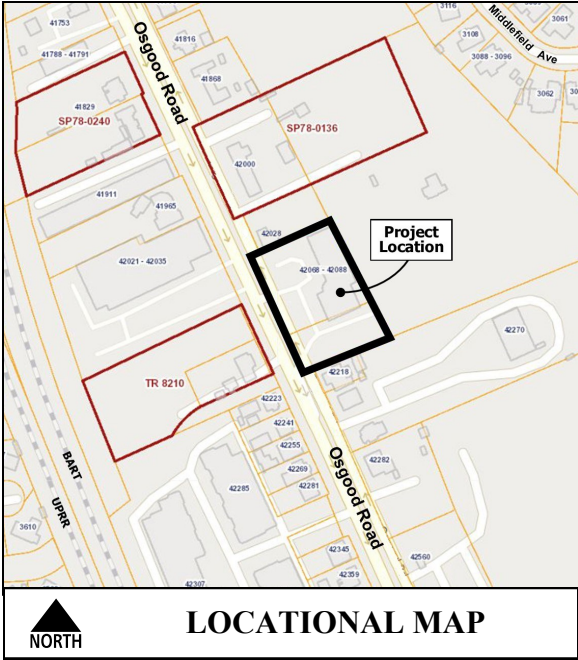 3116
3061
41753
Middlefield Ave
Osgood Road
41816
3108
41788 - 41791
3088 - 3096
41868
3062
30
41829
SP78-0240
SP78-0136
42000
41911
41965
42028
Project
Location
42021 - 42035
42068 - 42088
42270
42218
TR 8210
42223
42241
42255
42282
42269
BART
42285
42281
UPRR
Osgood Road
3610
42345
42560
42359
42307
NORTH
LOCATIONAL MAP